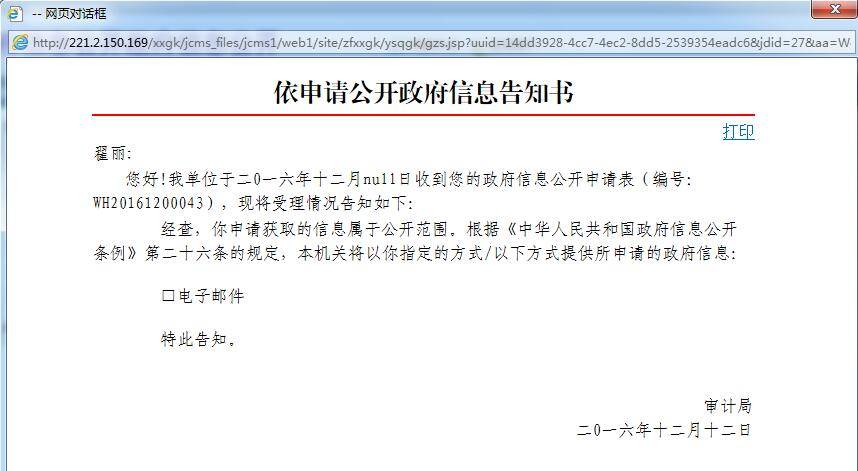 -- 网页对话框
http://221.2.150.169/xxgk/jcms_files/jcms1/web1/site/zfxxgk/ysqgk/gzs.jsp?uuid=14dd3928-4cc7-4ec2-8dd5-2539354eadc6&jdid=27&aa=W
依申请公开政府信息告知书
打印
翟丽:
您好!我单位于二0一六年十二月null日收到您的政府信息公开申请表（编号:
WH20161200043），现将受理情况告知如下:
经查，你申请获取的信息属于公开范围。根据《中华人民共和国政府信息公开
条例》第二十六条的规定，本机关将以你指定的方式/以下方式提供所申请的政府信息:
□电子邮件
特此告知。
审计局
二0一六年十二月十二日